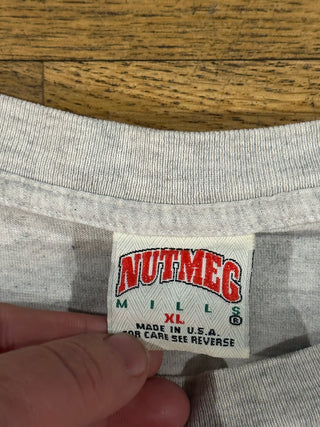 NUTMEG
MILLS ®
XL
MADE IN U.S.A.
FOR CARE SEE REVERSE